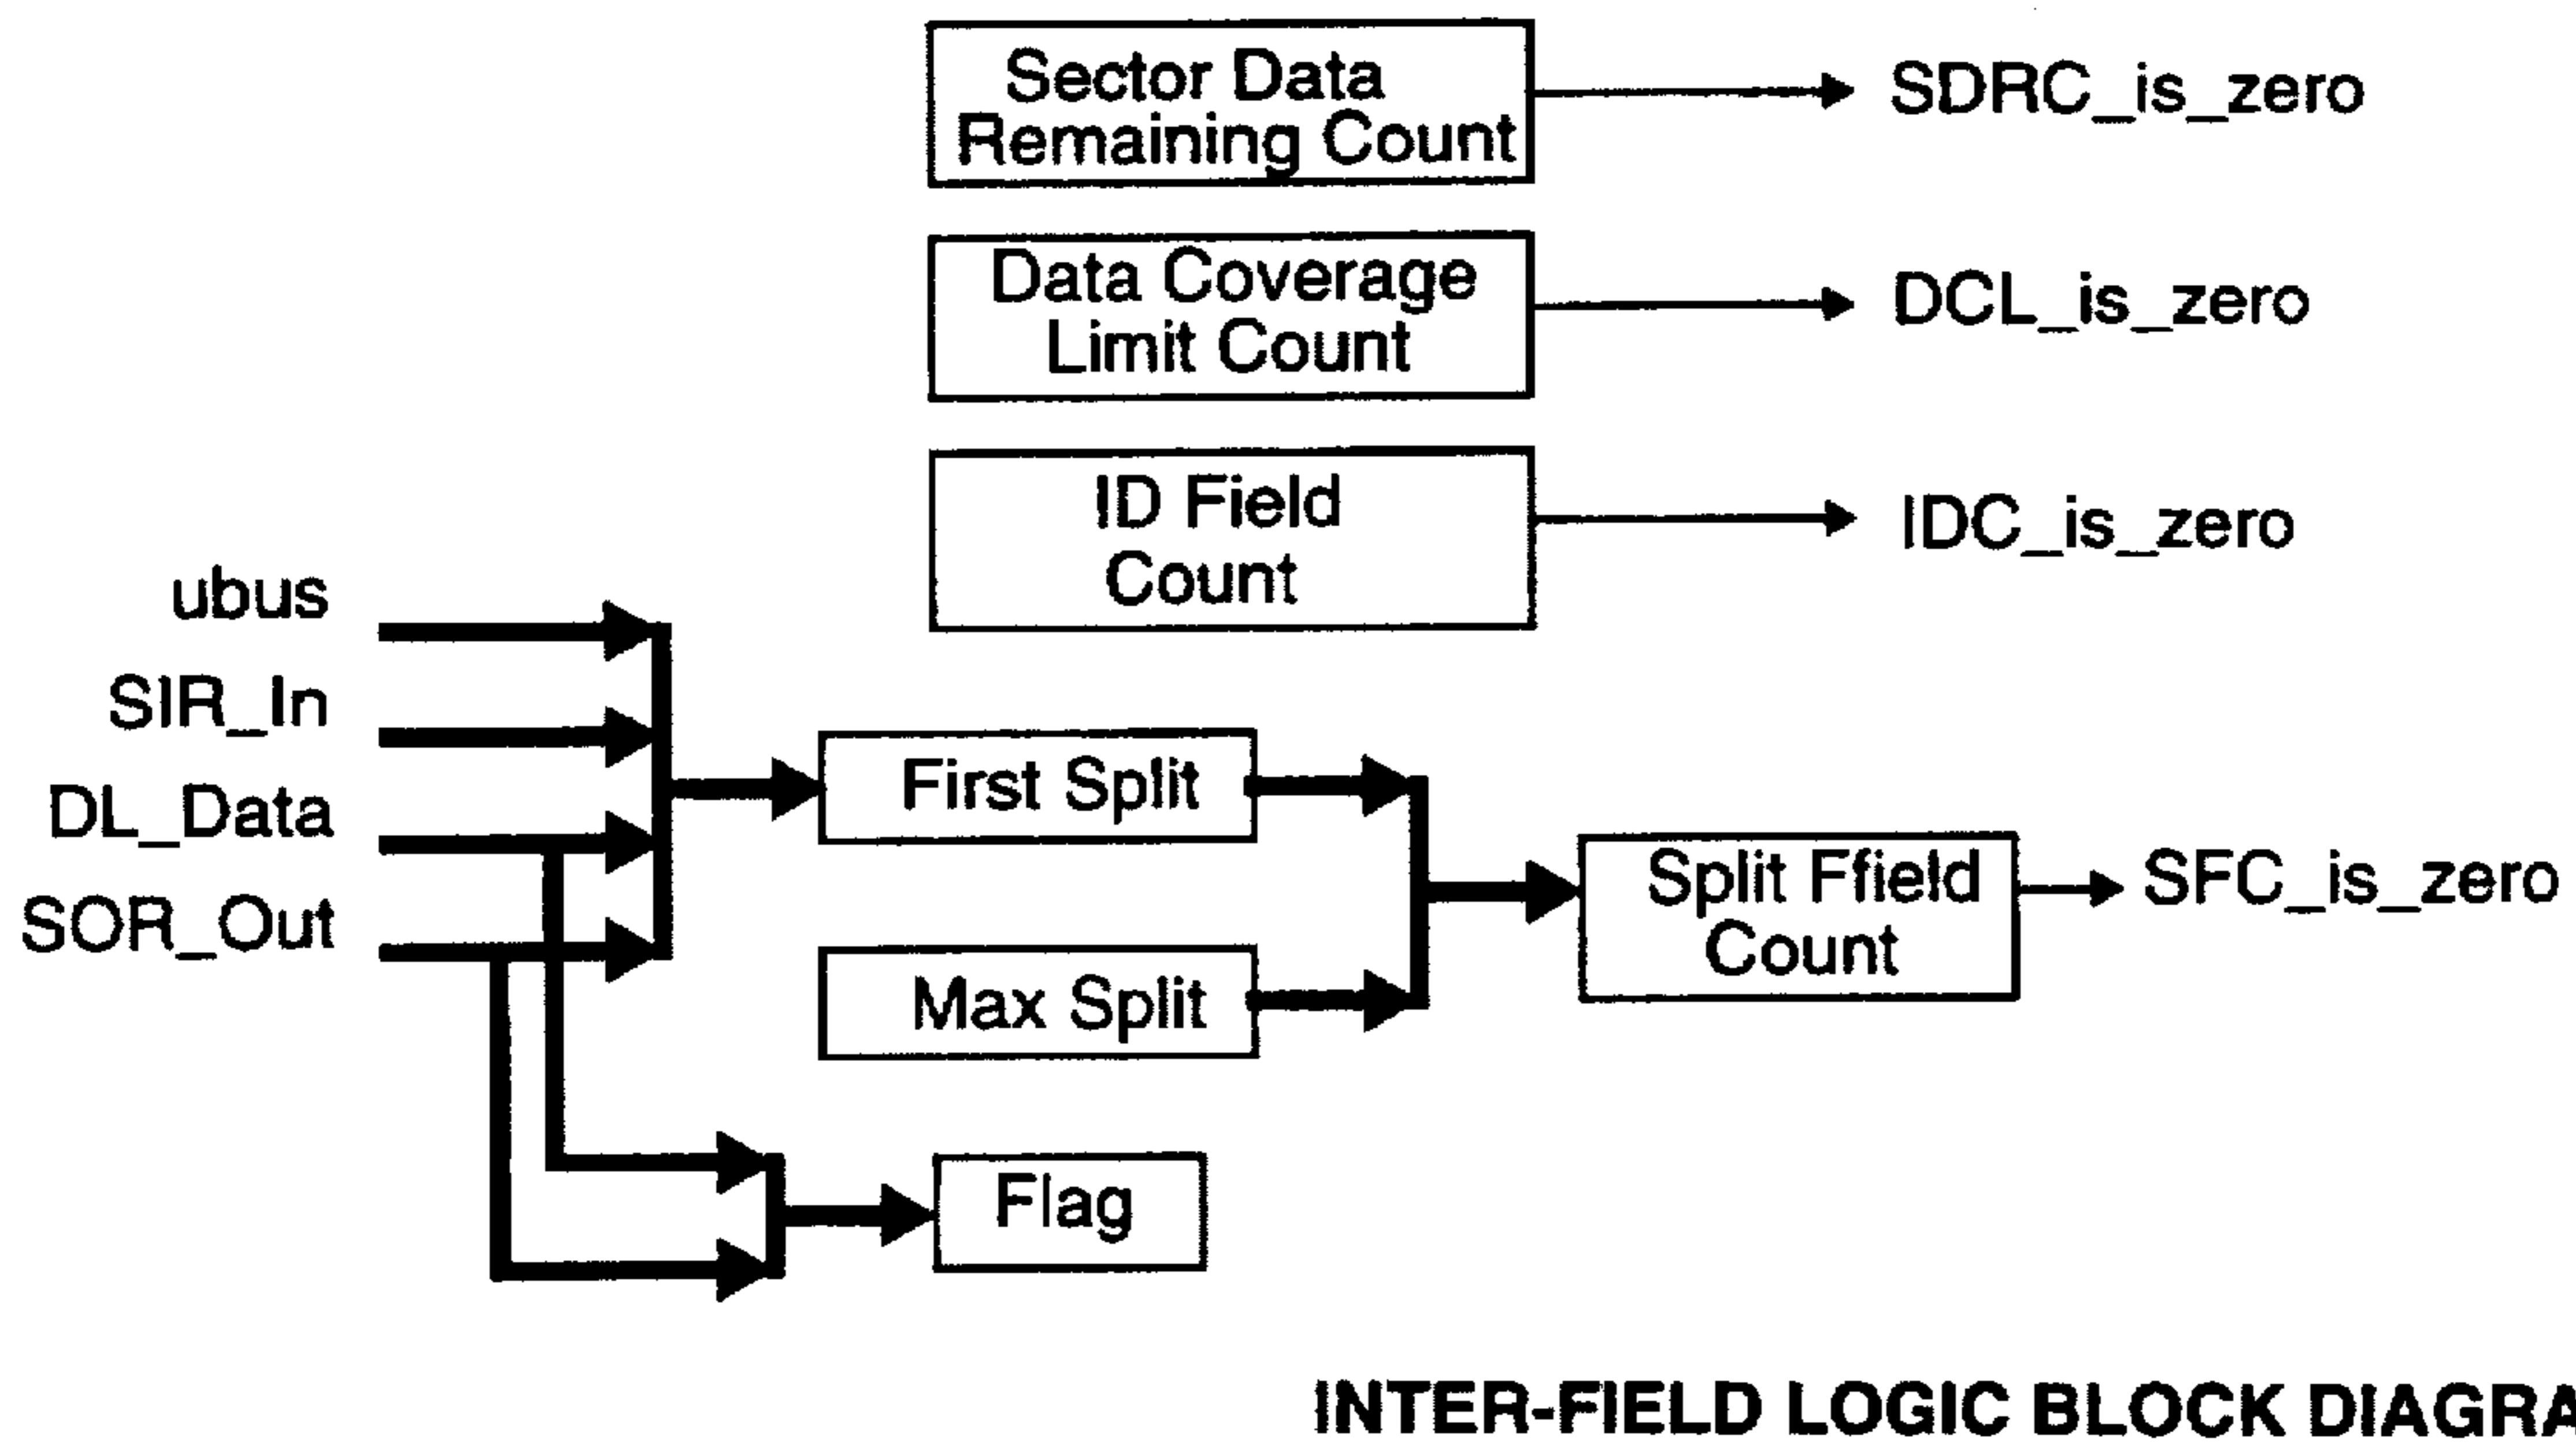 Sector Data
Remaining Count
SDRC_is_zero
Data Coverage
Limit Count
DCL_is_zero
ID Field
Count
IDC_is_zero
ubus
SIR_In
DL_Data
SOR_Out
First Split
Max Split
Split Ffield
Count
SFC_is_zero
Flag
INTER-FIELD LOGIC BLOCK DIAGRA